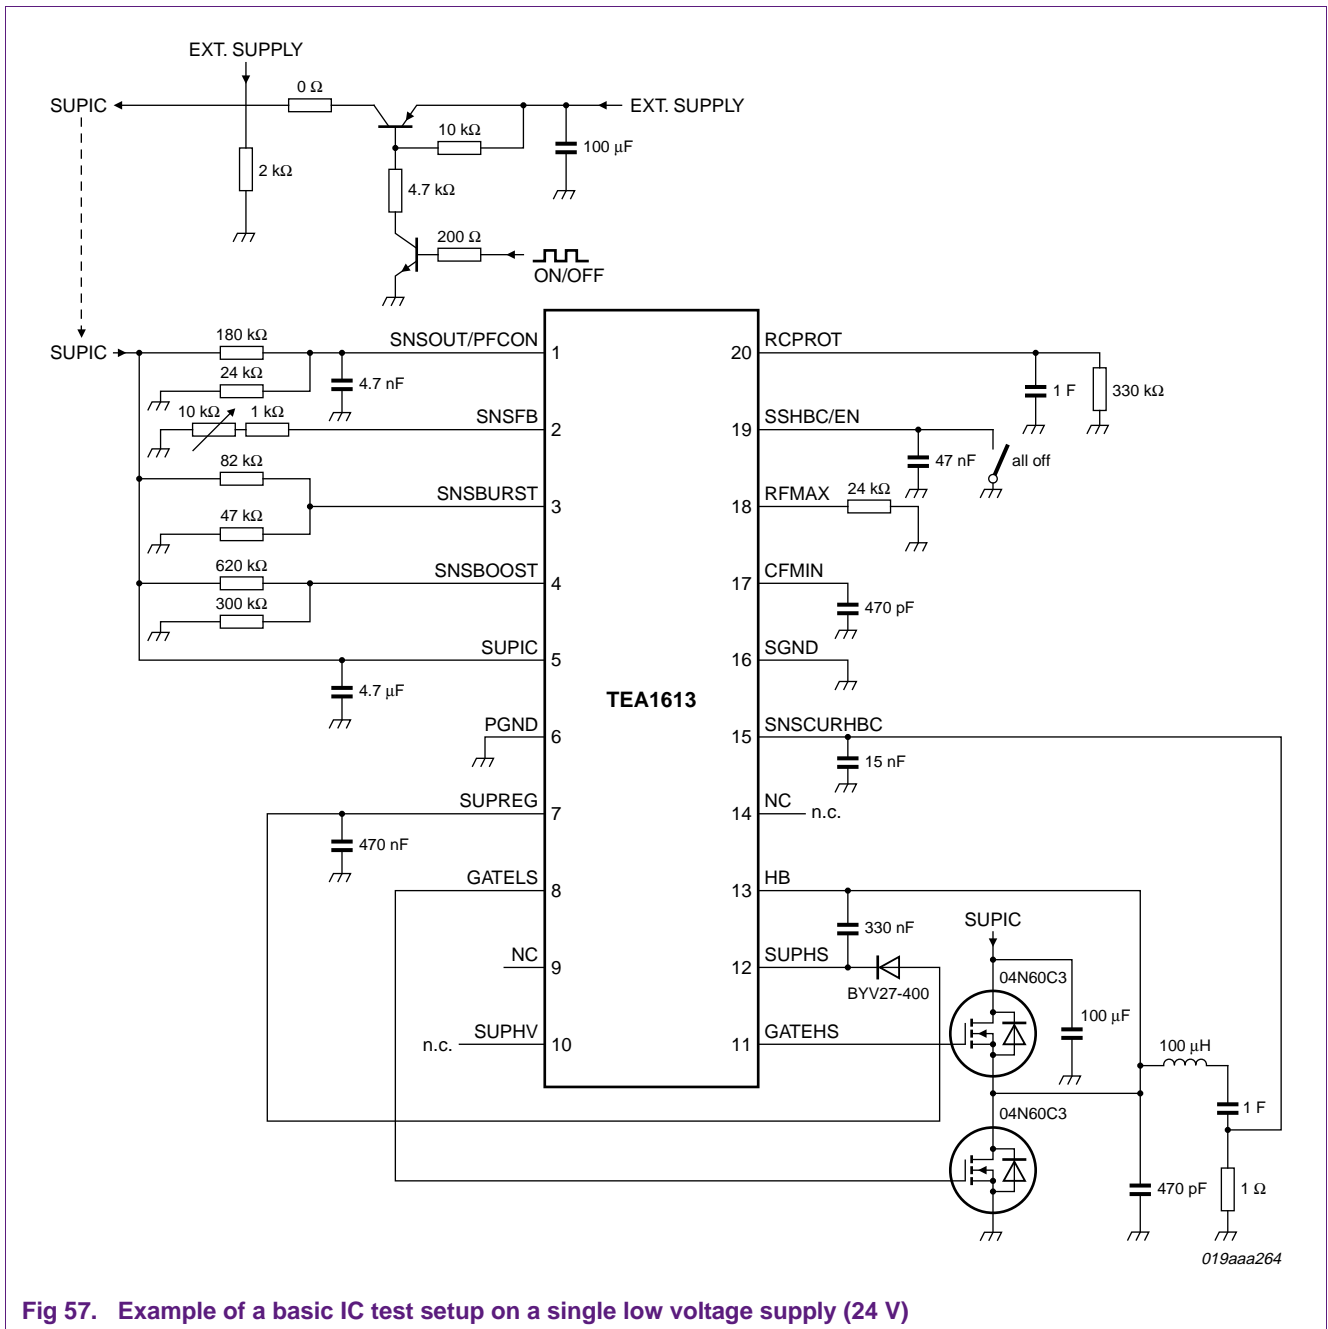 EXT. SUPPLY
0 Ω
SUPIC
EXT. SUPPLY
10 kΩ
100 μF
2 kΩ
4.7 kΩ
200 Ω
ON/OFF
SUPIC
180 kΩ
SNSOUT/PFCON
1
24 kΩ
4.7 nF
10 kΩ
1 kΩ
SNSFB
2
82 kΩ
SNSBURST
3
47 kΩ
620 kΩ
SNSBOOST
4
300 kΩ
SUPIC
5
4.7 μF
PGND
6
SUPREG
7
470 nF
GATELS
8
NC
9
n.c.
SUPHV
10
TEA1613
RCPROT
20
1 F
330 kΩ
SSHBC/EN
19
47 nF
all off
RFMAX
24 kΩ
18
CFMIN
17
470 pF
SGND
16
SNSCURHBC
15
15 nF
NC
14
n.c.
HB
13
330 nF
SUPIC
SUPHS
12
BYV27-400
04N60C3
100 μF
GATEHS
11
100 μH
04N60C3
1 F
470 pF
1 Ω
019aaa264
Fig 57. Example of a basic IC test setup on a single low voltage supply (24 V)